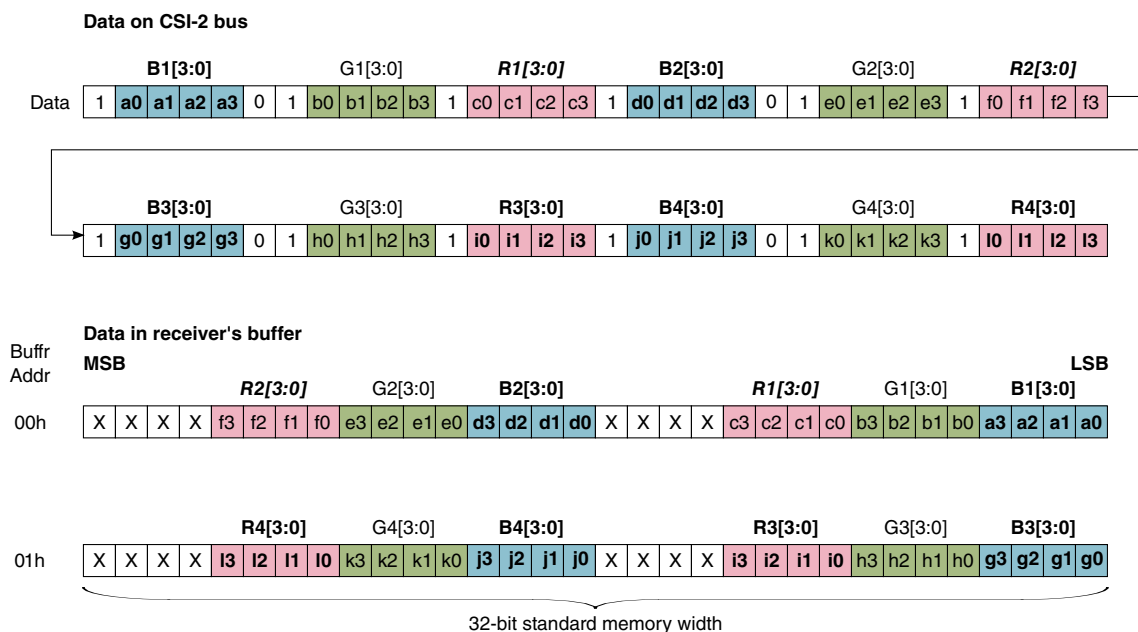 Data on CSI-2 bus
B1[3:0] G1[3:0] R1[3:0] B2[3:0] G2[3:0] R2[3:0]
Data 1 a0 a1 a2 a3 0 1 b0 b1 b2 b3 1 c0 c1 c2 c3 1 d0 d1 d2 d3 0 1 e0 e1 e2 e3 1 f0 f1 f2 f3
B3[3:0] G3[3:0] R3[3:0] B4[3:0] G4[3:0] R4[3:0]
1 g0 g1 g2 g3 0 1 h0 h1 h2 h3 1 i0 i1 i2 i3 1 j0 j1 j2 j3 0 1 k0 k1 k2 k3 1 l0 l1 l2 l3
Data in receiver's buffer
Buffr Addr
MSB LSB
R2[3:0] G2[3:0] B2[3:0] R1[3:0] G1[3:0] B1[3:0]
00h X X X X f3 f2 f1 f0 e3 e2 e1 e0 d3 d2 d1 d0 X X X X c3 c2 c1 c0 b3 b2 b1 b0 a3 a2 a1 a0
R4[3:0] G4[3:0] B4[3:0] R3[3:0] G3[3:0] B3[3:0]
01h X X X X l3 l2 l1 l0 k3 k2 k1 k0 j3 j2 j1 j0 X X X X i3 i2 i1 i0 h3 h2 h1 h0 g3 g2 g1 g0
32-bit standard memory width